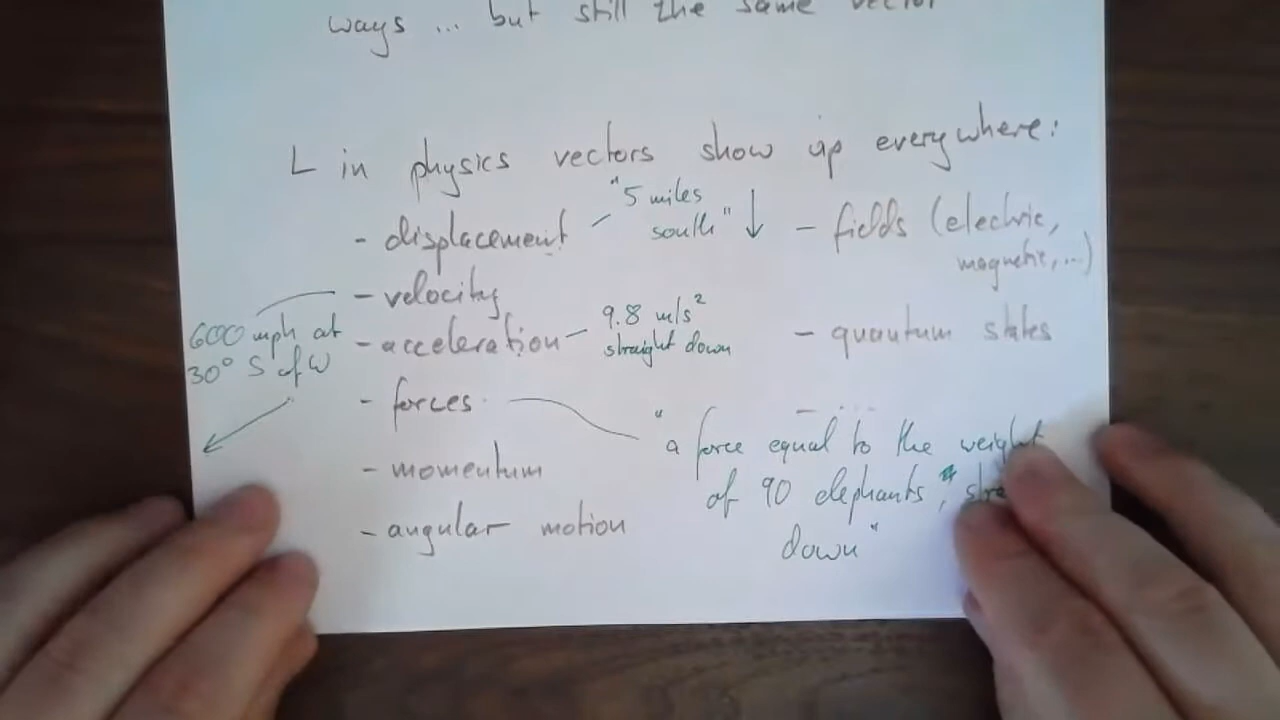 ways ... but still the same vector
L in physics vectors show up everywhere:
- displacement
"5 miles
south"
- velocity
600 mph at
30° S of W
- acceleration
9.8 m/s²
straight down
- forces
"a force equal to the weight
of 90 elephants,
down"
- momentum
- angular motion
- fields (electric,
magnetic, ...)
- quantum states
- ...